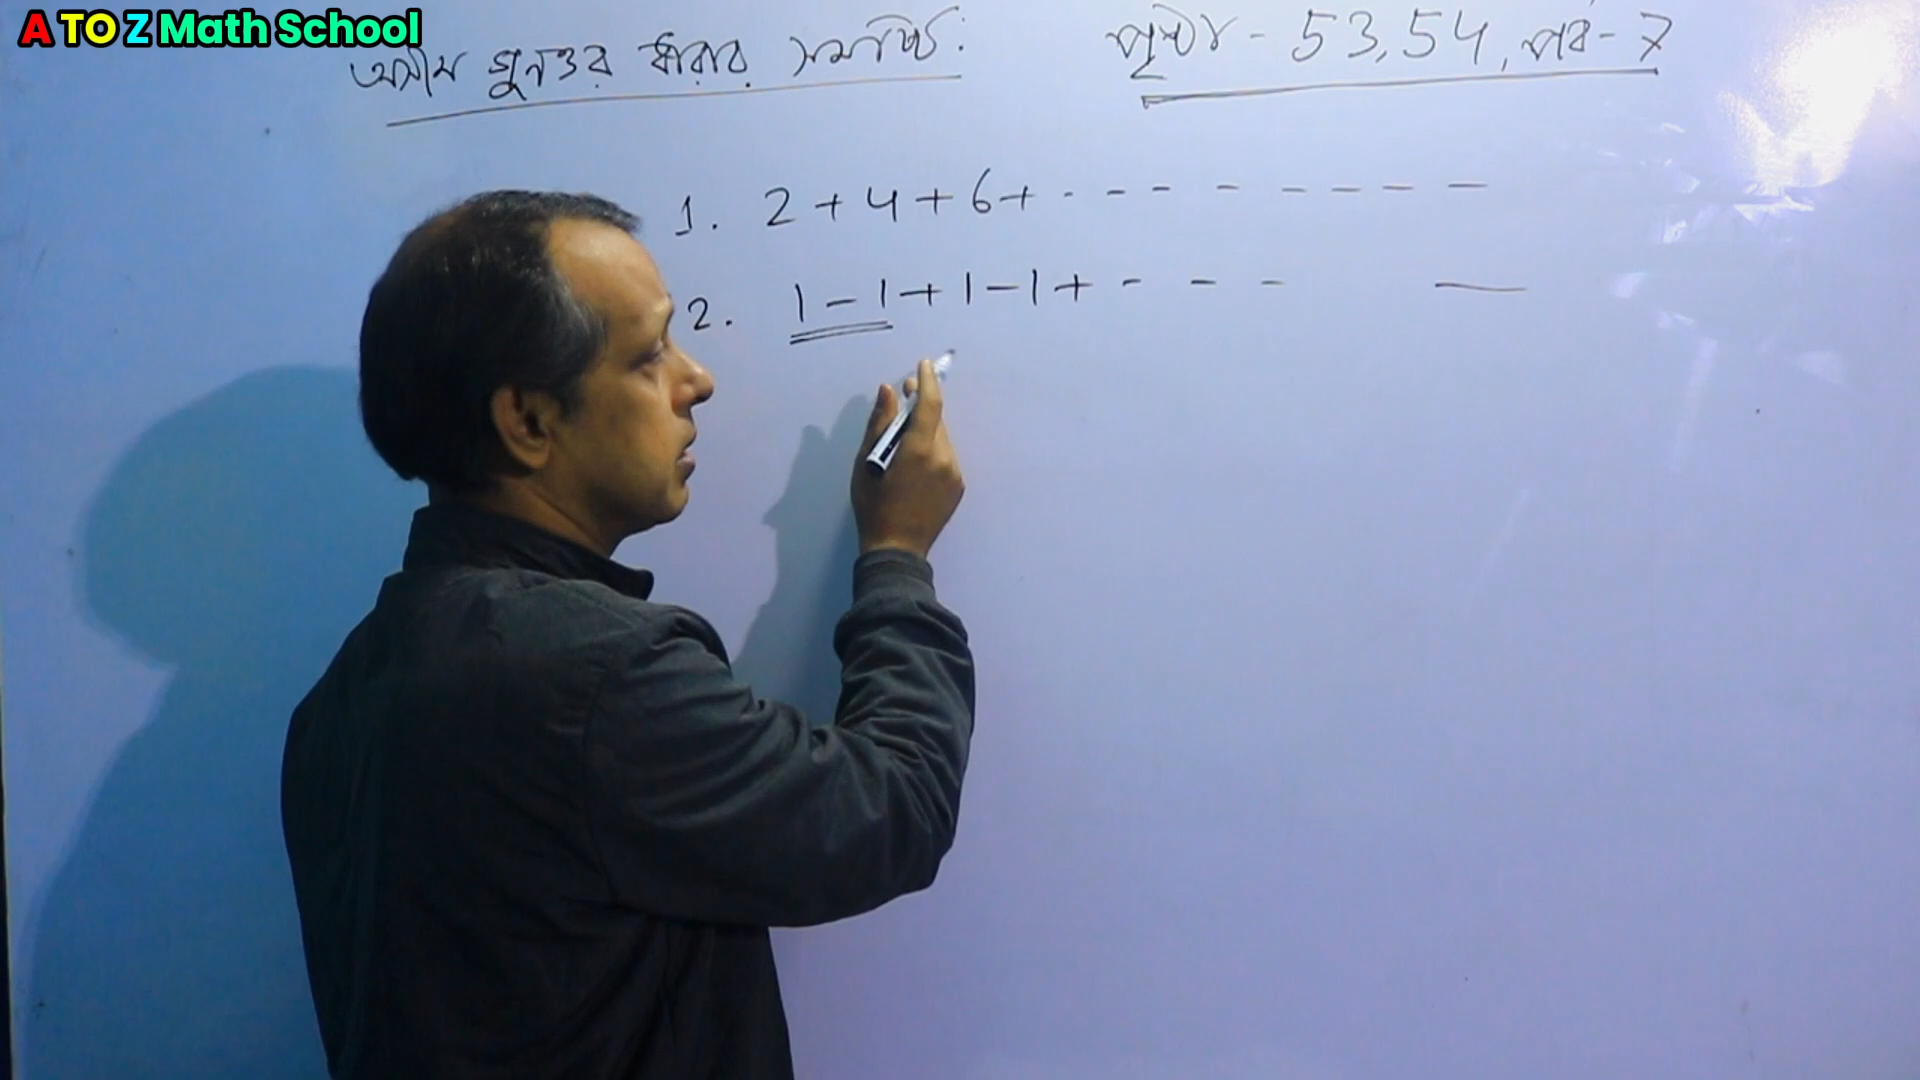 A TO Z Math School
অসীম গুনত্তর ধারার সমষ্টি:
পৃষ্ঠা - 53,54, পর্ব - 7
1. 2 + 4 + 6 + - - - - - - - -
2. 1 - 1 + 1 - 1 + - - - —